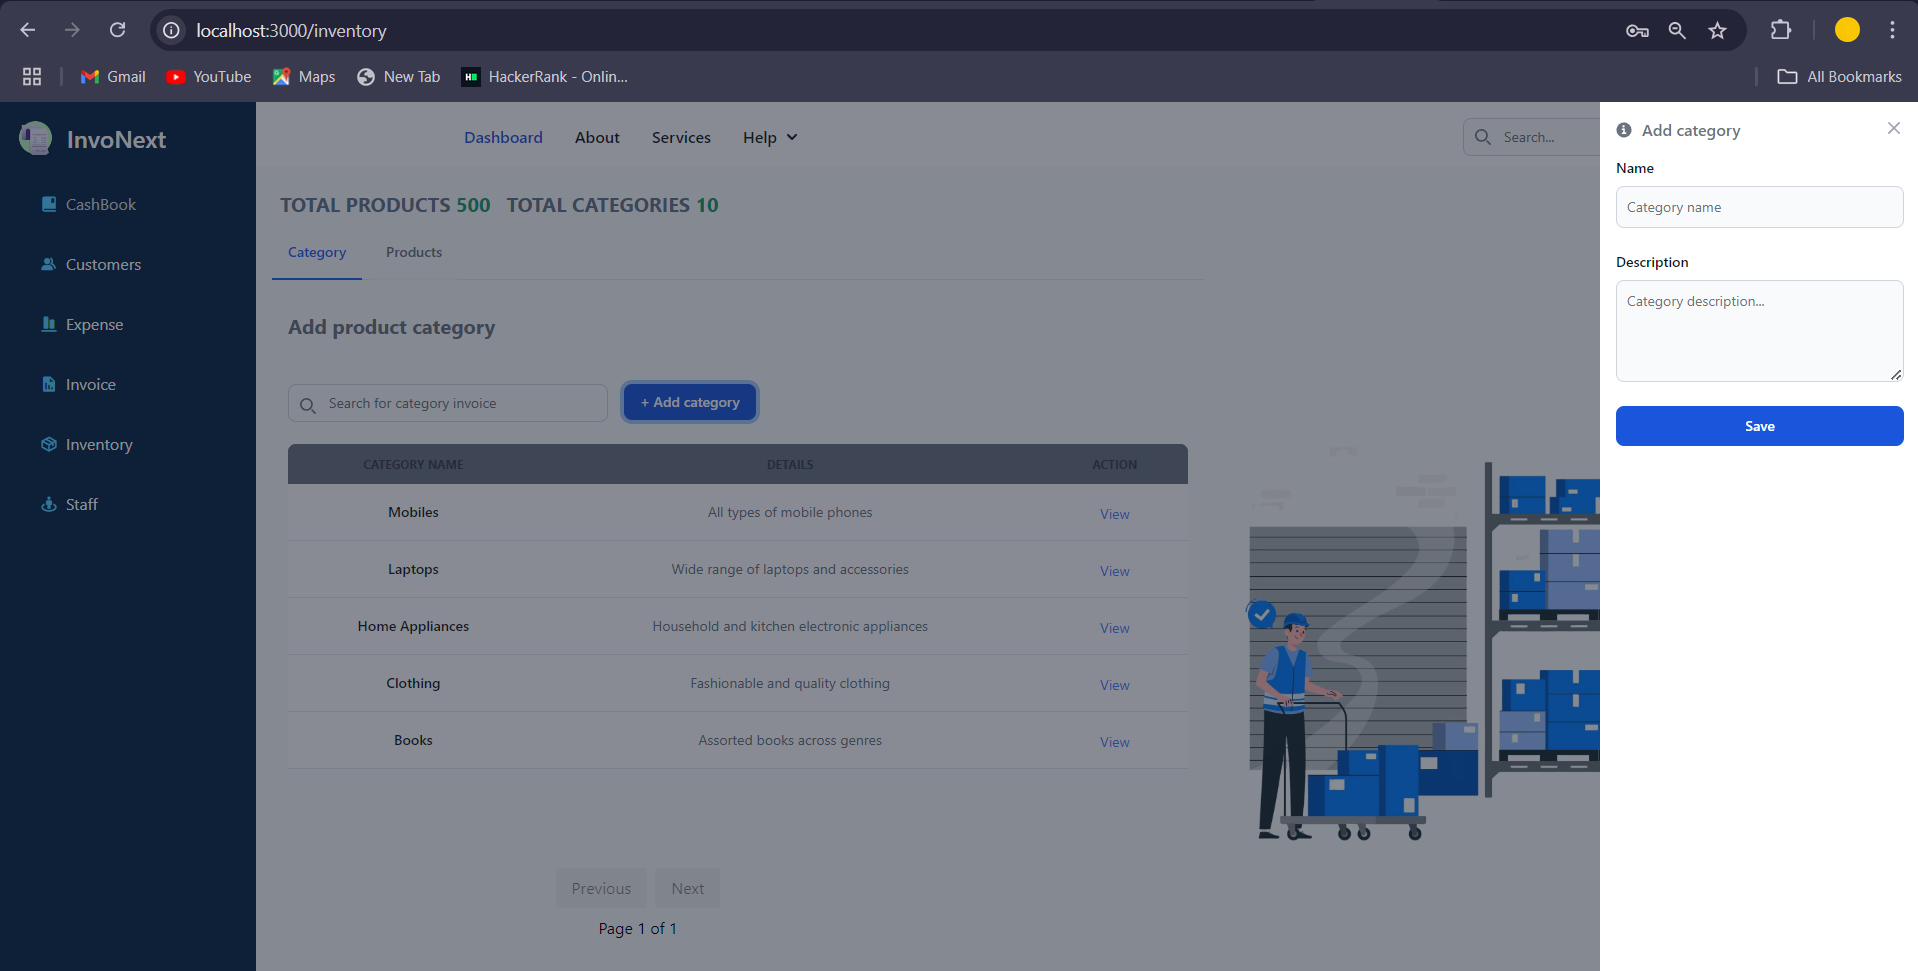 localhost:3000/inventory
Gmail YouTube Maps New Tab HackerRank - Onlin... All Bookmarks
InvoNext
CashBook
Customers
Expense
Invoice
Inventory
Staff
Dashboard About Services Help Search...
TOTAL PRODUCTS 500 TOTAL CATEGORIES 10
Category Products
Add product category
Search for category invoice + Add category
CATEGORY NAME DETAILS ACTION
Mobiles All types of mobile phones View
Laptops Wide range of laptops and accessories View
Home Appliances Household and kitchen electronic appliances View
Clothing Fashionable and quality clothing View
Books Assorted books across genres View
Previous Next
Page 1 of 1
Add category
Name
Category name
Description
Category description...
Save